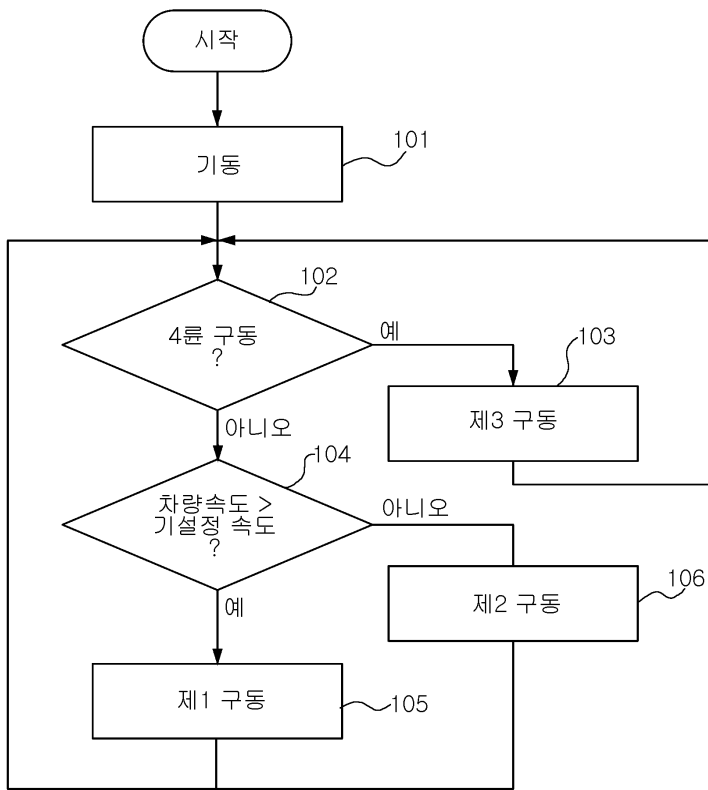 시작
기동
101
102
4륜 구동
?
예
103
제3 구동
아니오
104
차량속도 >
기설정 속도
?
아니오
106
제2 구동
예
제1 구동
105